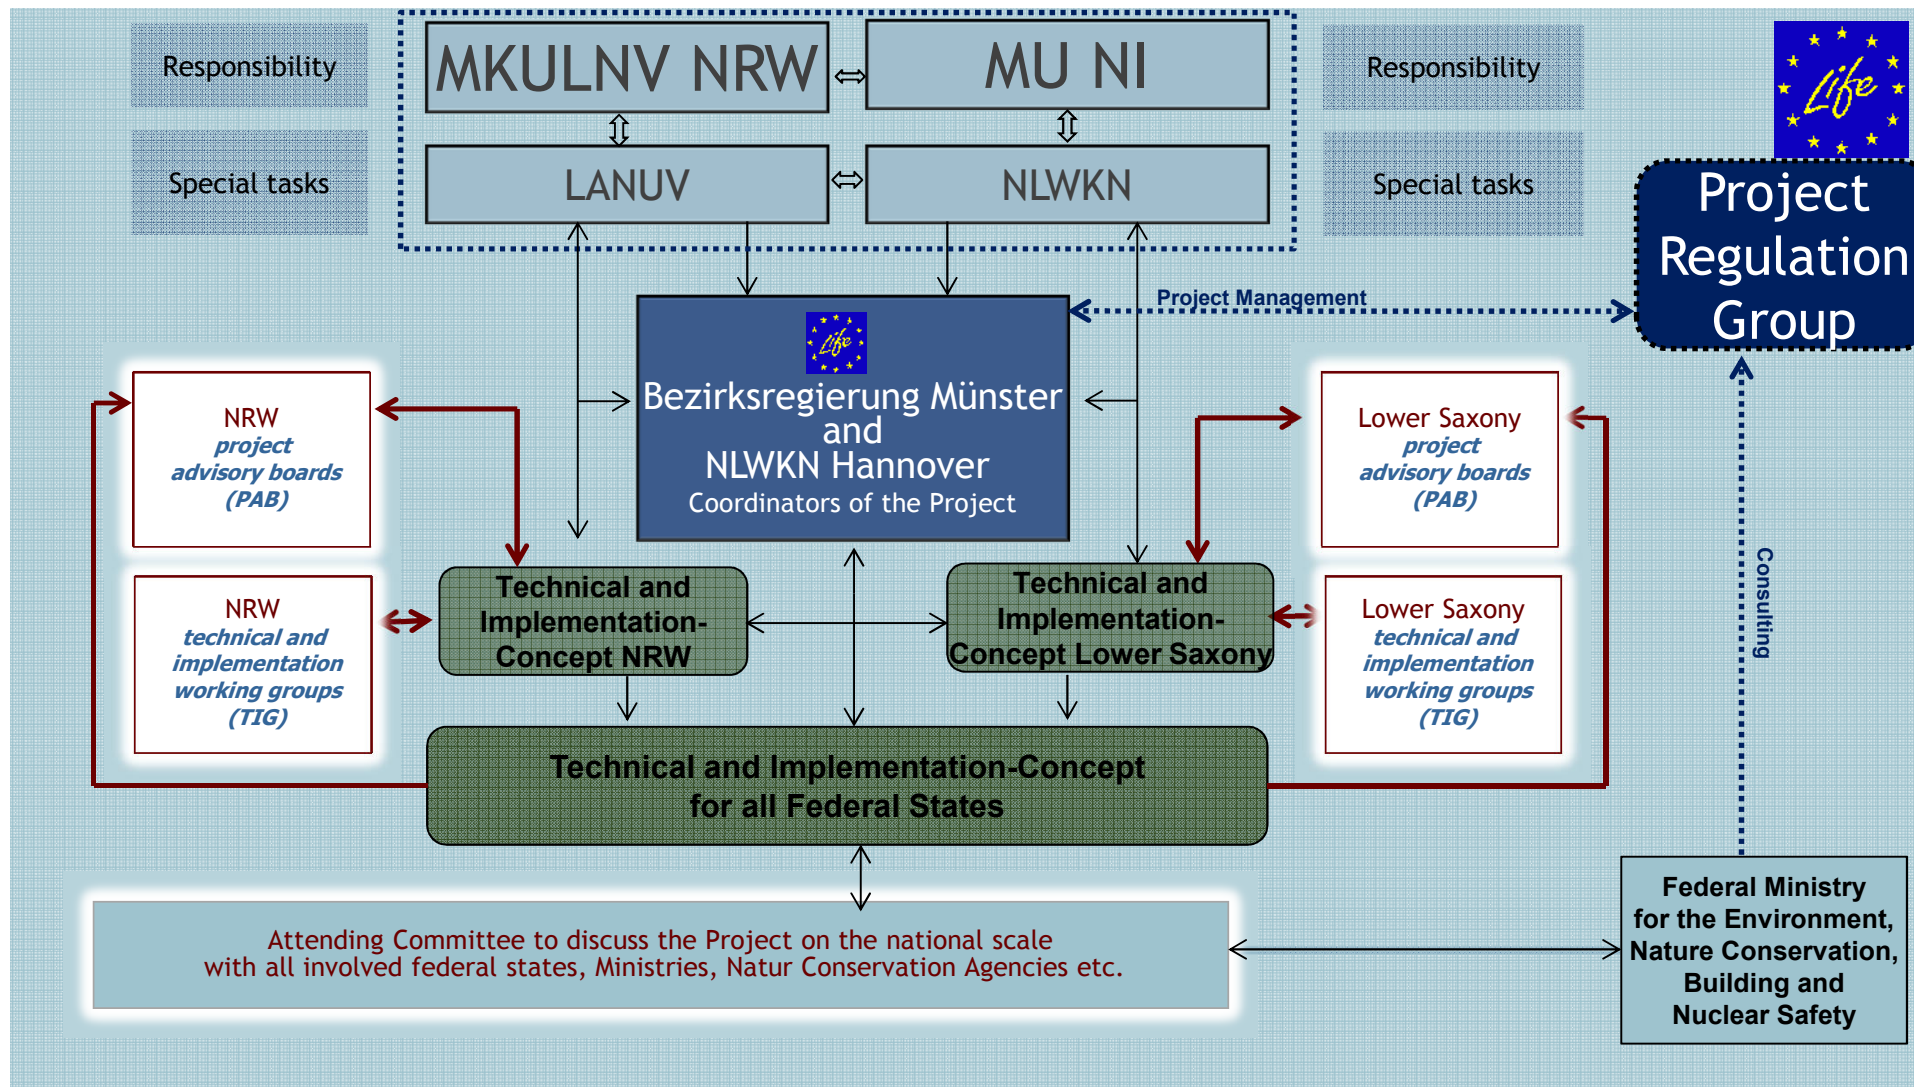 Responsibility
MKULNV NRW
MU NI
Responsibility
Life
Special tasks
LANUV
NLWKN
Special tasks
Project
Regulation
Group
Project Management
Life
Bezirksregierung Münster
and
NLWKN Hannover
Coordinators of the Project
NRW
project
advisory boards
(PAB)
Lower Saxony
project
advisory boards
(PAB)
Consulting
NRW
technical and
implementation
working groups
(TIG)
Technical and
Implementation-
Concept NRW
Technical and
Implementation-
Concept Lower Saxony
Lower Saxony
technical and
implementation
working groups
(TIG)
Technical and Implementation-Concept
for all Federal States
Attending Committee to discuss the Project on the national scale
with all involved federal states, Ministries, Natur Conservation Agencies etc.
Federal Ministry
for the Environment,
Nature Conservation,
Building and
Nuclear Safety